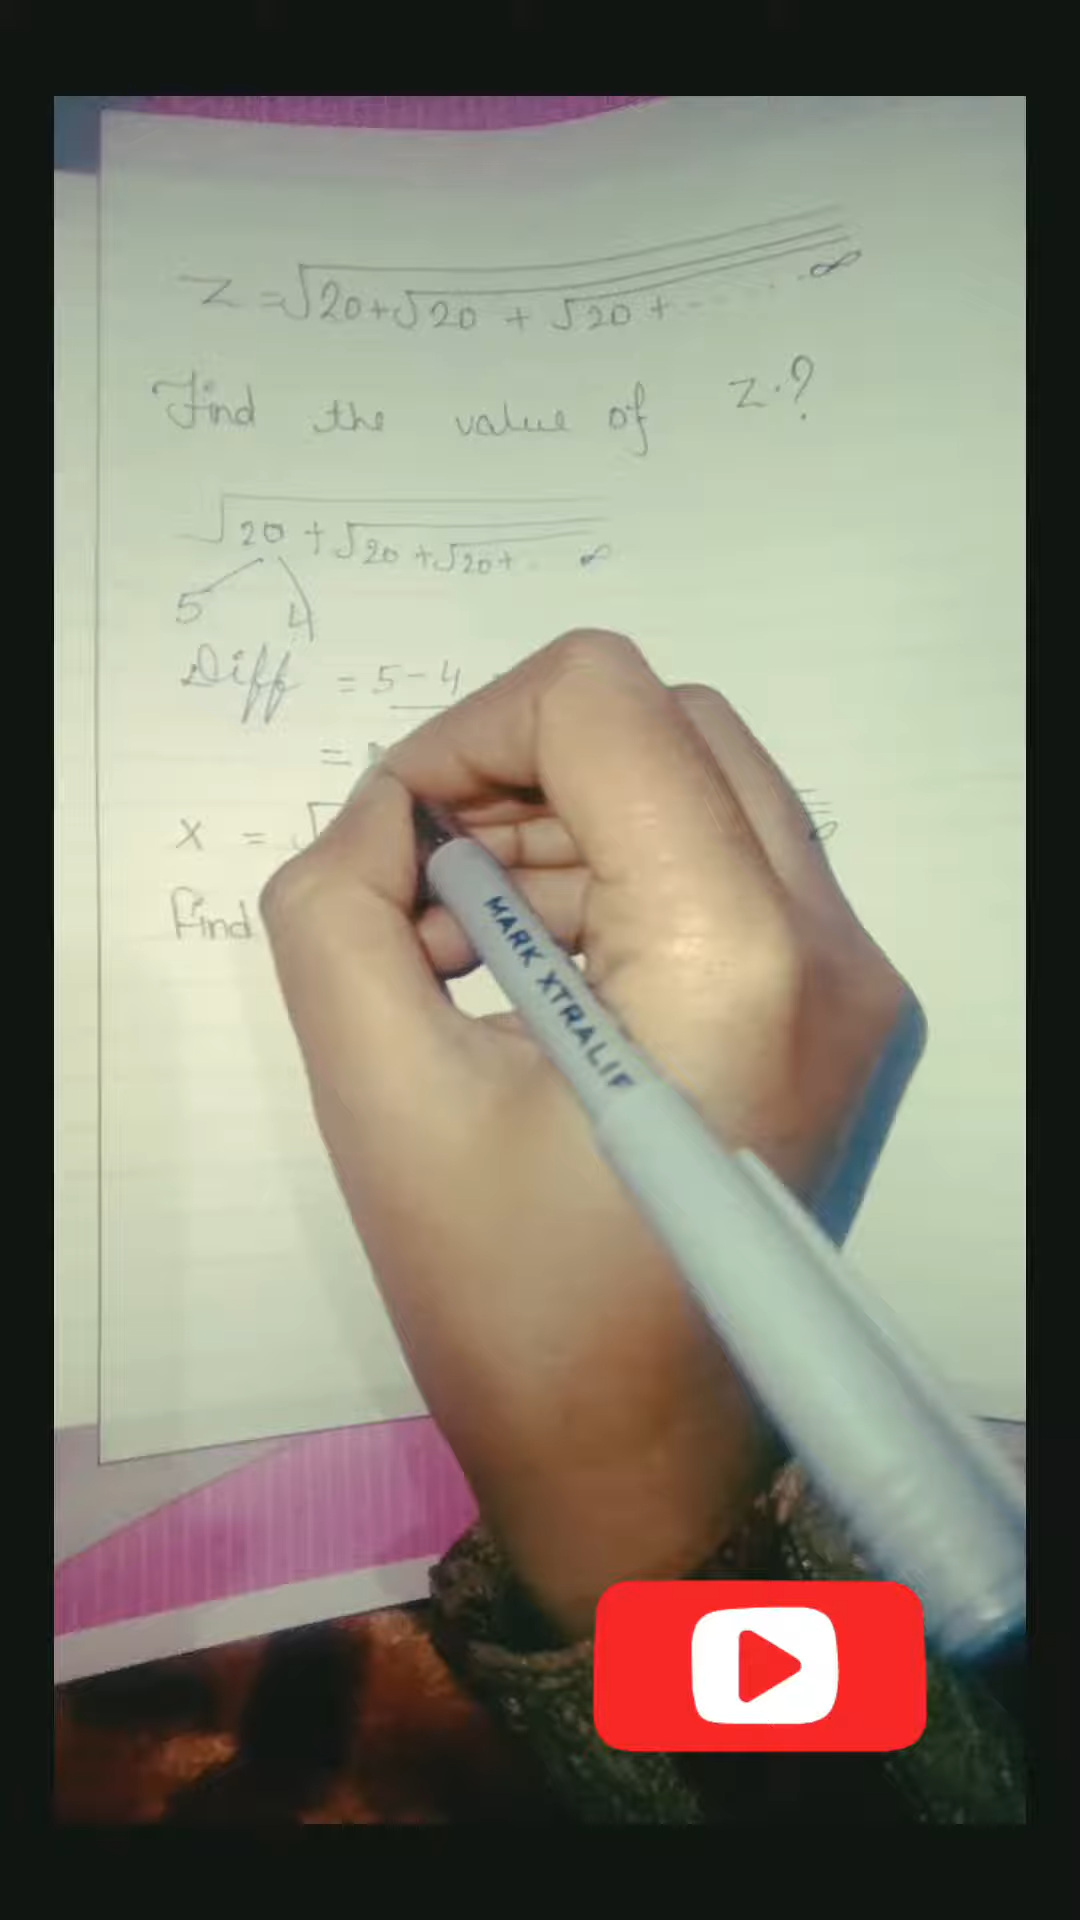 Z = √20+√20 + √20 + - ..... ∞
Find the value of Z.?
√20 + √20 + √20 + .. ∞
5 4
Diff = 5 - 4
=
X = √
Find
MARK XTRALIF